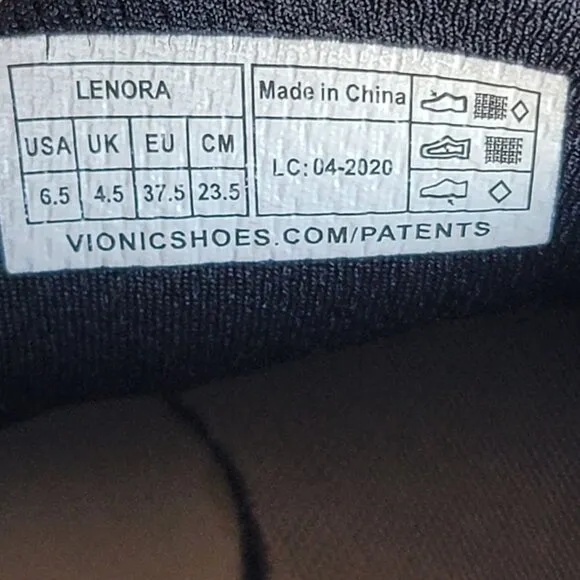 LENORA
USA UK EU CM
6.5 4.5 37.5 23.5
Made in China
LC: 04-2020
VIONICSHOES.COM/PATENTS